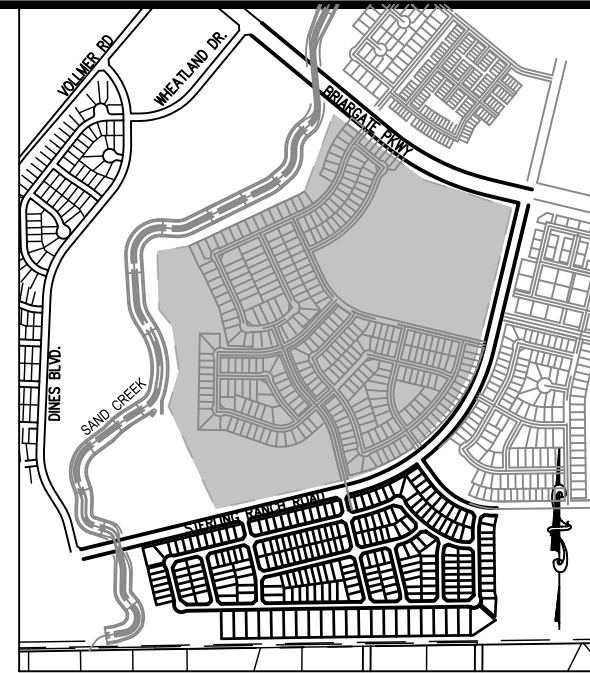 VOLLMER RD
WHEATLAND DR.
BRIARGATE PKWY
DINES BLVD.
SAND CREEK
STERLING RANCH ROAD